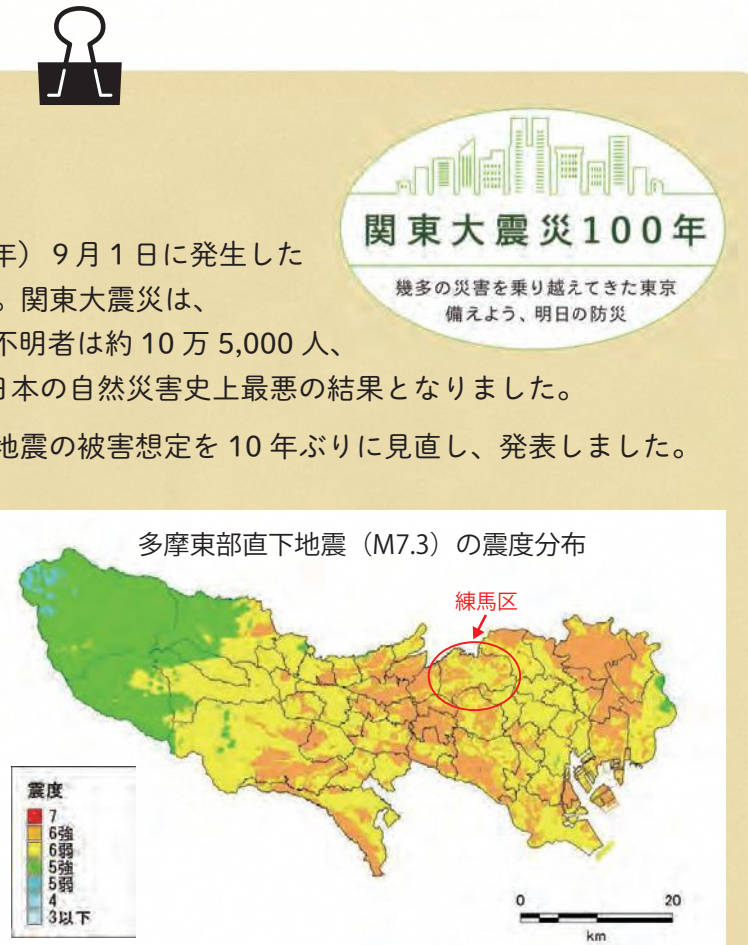 関東大震災100年
幾多の災害を乗り越えてきた東京
備えよう、明日の防災
年）９月１日に発生した
。関東大震災は、
不明者は約 10 万 5,000 人、
日本の自然災害史上最悪の結果となりました。
地震の被害想定を 10 年ぶりに見直し、発表しました。
多摩東部直下地震（M7.3）の震度分布
練馬区
震度
7
6強
6弱
5強
5弱
4
3以下
0 20
km